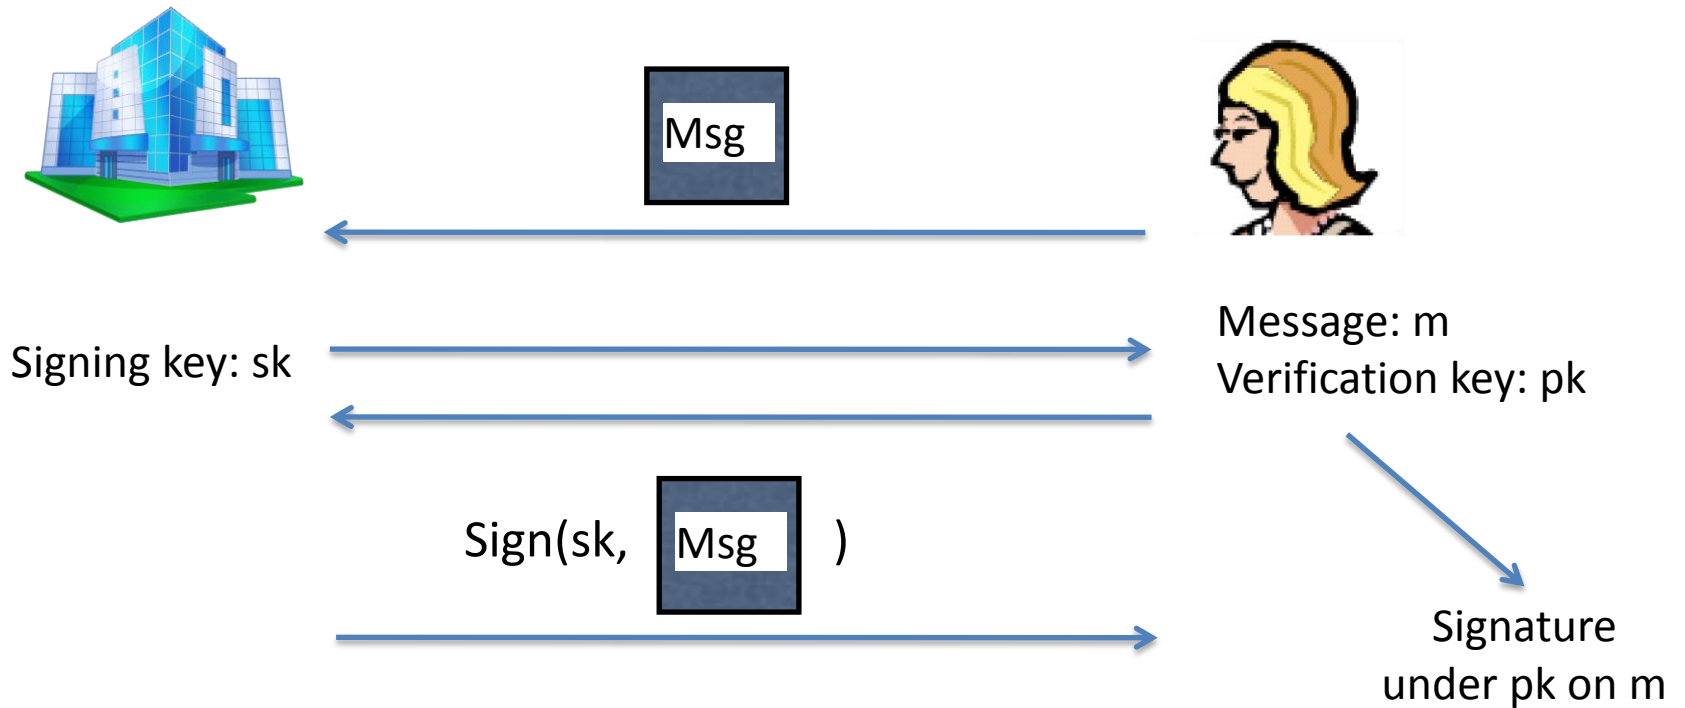 Msg
Signing key: sk
Message: m
Verification key: pk
Sign(sk, Msg )
Signature
under pk on m